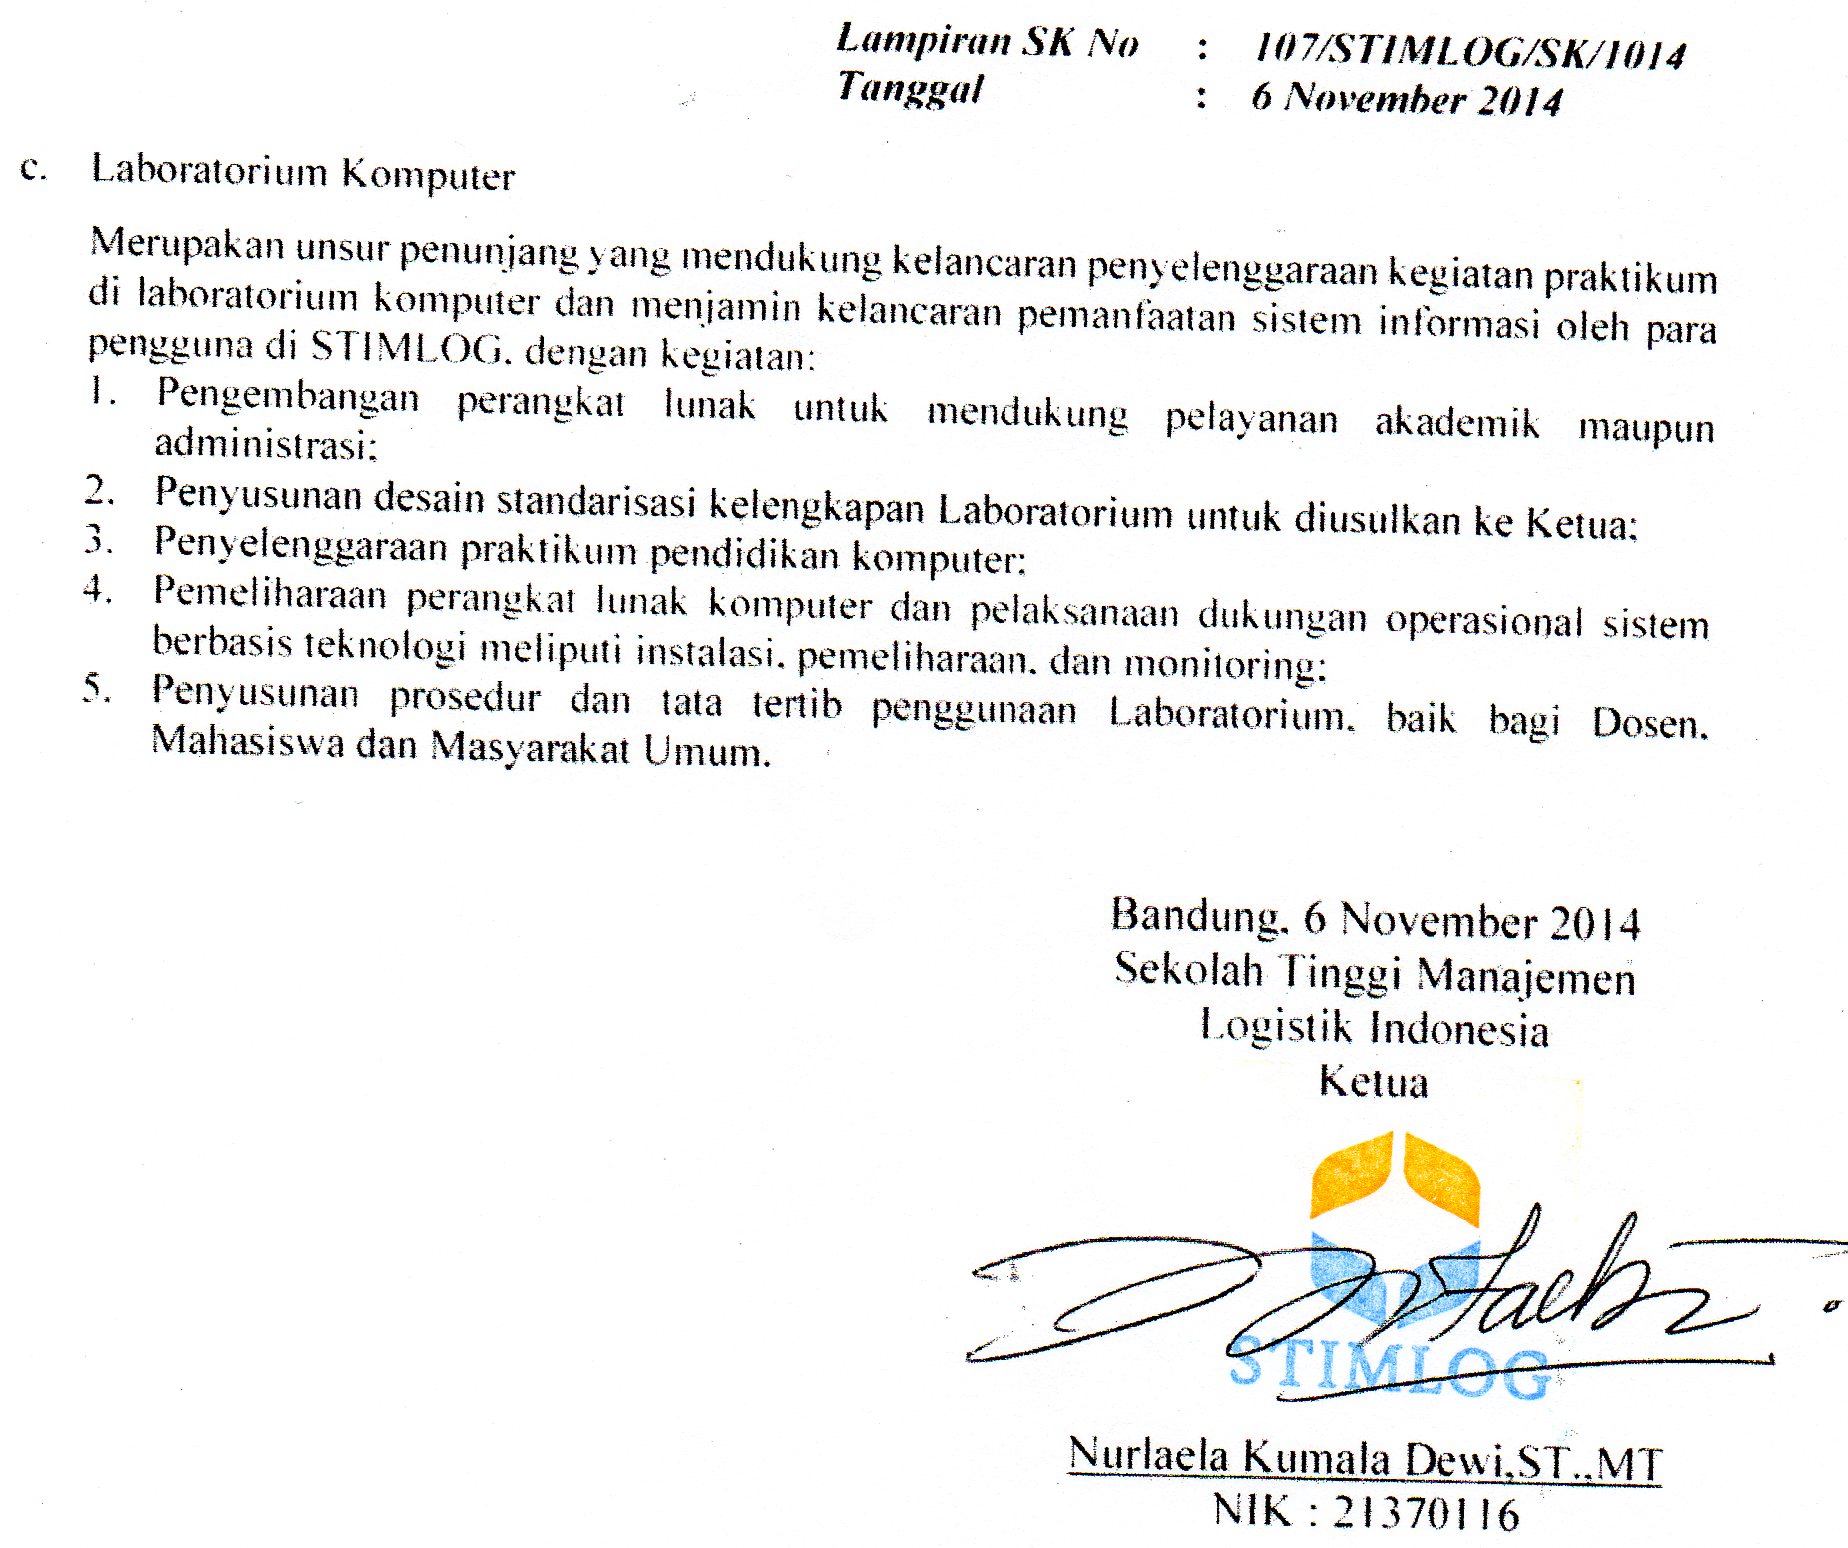 Lampiran SK No : 107/STIMLOG/SK/1014
Tanggal : 6 November 2014
c. Laboratorium Komputer
Merupakan unsur penunjang yang mendukung kelancaran penyelenggaraan kegiatan praktikum
di laboratorium komputer dan menjamin kelancaran pemanfaatan sistem informasi oleh para
pengguna di STIMLOG, dengan kegiatan:
1. Pengembangan perangkat lunak untuk mendukung pelayanan akademik maupun
administrasi;
2. Penyusunan desain standarisasi kelengkapan Laboratorium untuk diusulkan ke Ketua;
3. Penyelenggaraan praktikum pendidikan komputer;
4. Pemeliharaan perangkat lunak komputer dan pelaksanaan dukungan operasional sistem
berbasis teknologi meliputi instalasi, pemeliharaan, dan monitoring;
5. Penyusunan prosedur dan tata tertib penggunaan Laboratorium, baik bagi Dosen,
Mahasiswa dan Masyarakat Umum.
Bandung, 6 November 2014
Sekolah Tinggi Manajemen
Logistik Indonesia
Ketua
STIMLOG
Nurlaela Kumala Dewi,ST.,MT
NIK : 21370116